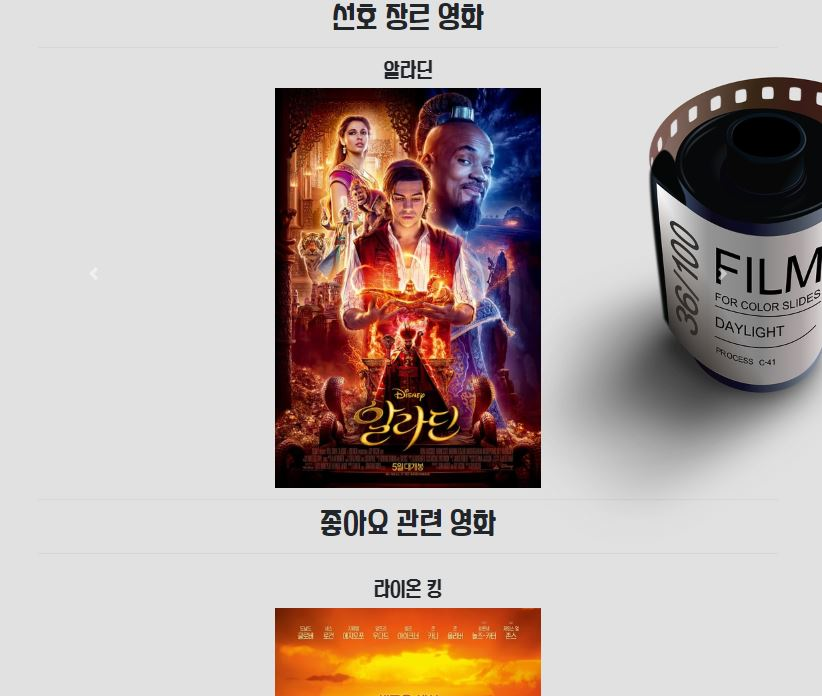 선호 장르 영화
알라딘
DISNEY
알라딘
5월 대개봉
36/100
FILM
FOR COLOR SLIDES
DAYLIGHT
PROCESS C-41
좋아요 관련 영화
라이온 킹